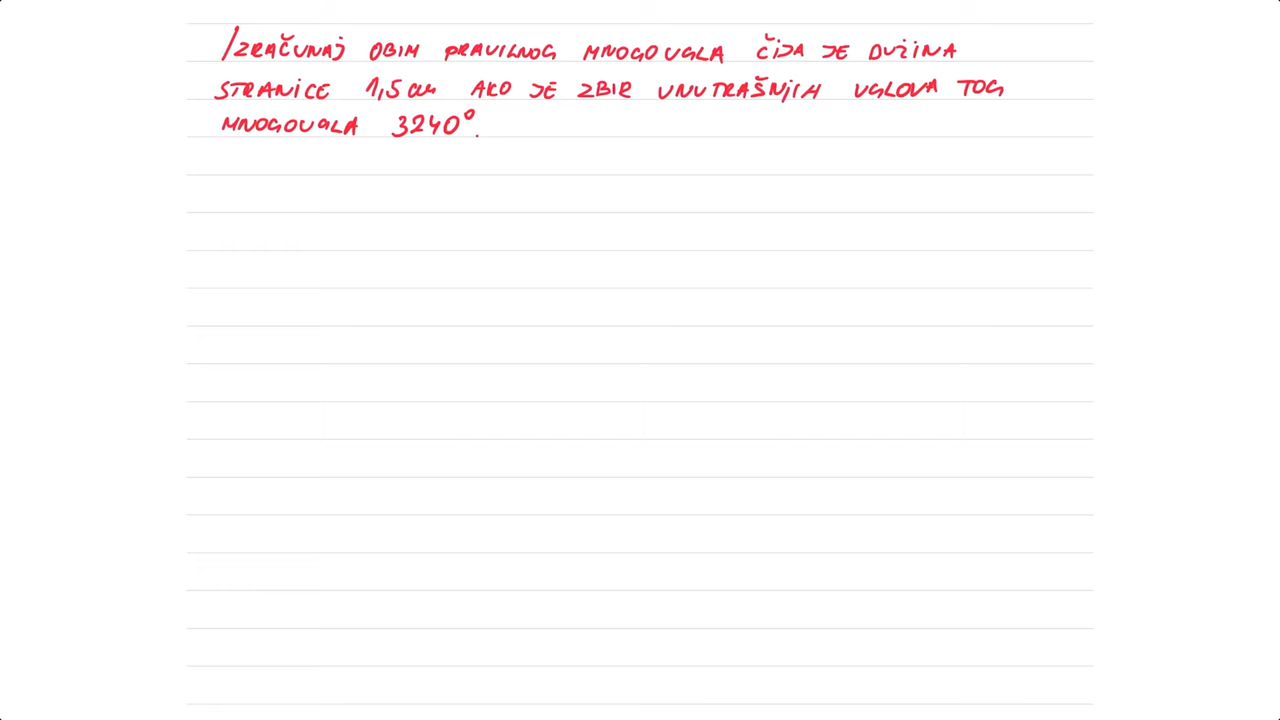 IZRAČUNAJ OBIM PRAVILNOG MNOGOUGLA ČIJA JE DUŽINA
STRANICE 1,5 cm AKO JE ZBIR UNUTRAŠNJIH UGLOVA TOG
MNOGOUGLA 3240°.